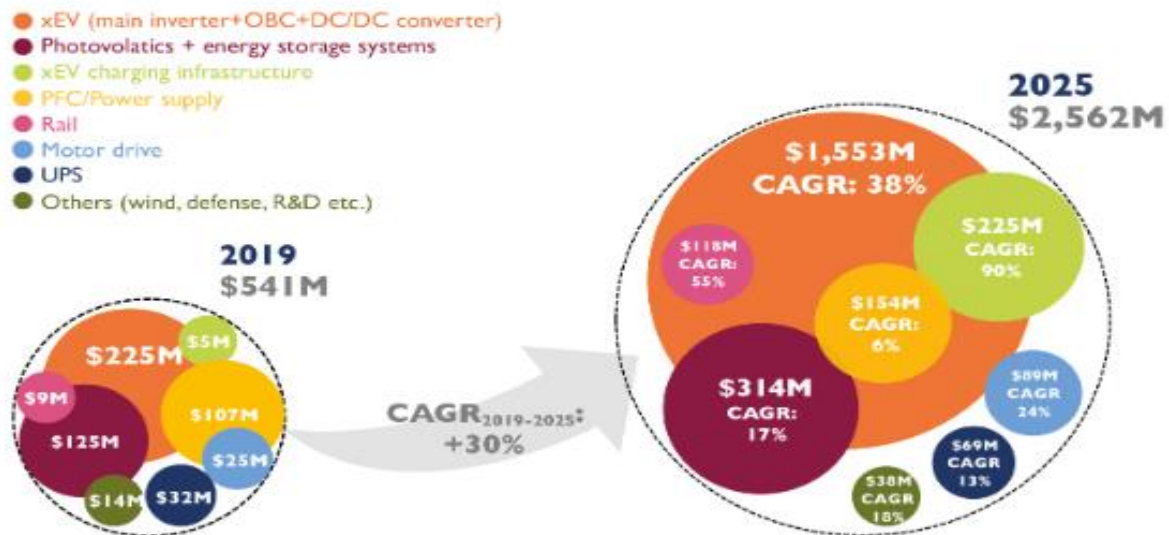 xEV (main inverter+OBC+DC/DC converter)
Photovolatics + energy storage systems
xEV charging infrastructure
PFC/Power supply
Rail
Motor drive
UPS
Others (wind, defense, R&D etc.)
2019
$541M
$225M
$5M
$9M
$107M
$125M
$25M
$14M
$32M
CAGR2019-2025:
+30%
2025
$2,562M
$1,553M
CAGR: 38%
$225M
CAGR:
90%
$118M
CAGR:
55%
$154M
CAGR:
6%
$314M
CAGR:
17%
$89M
CAGR
24%
$69M
CAGR
13%
$38M
CAGR
18%